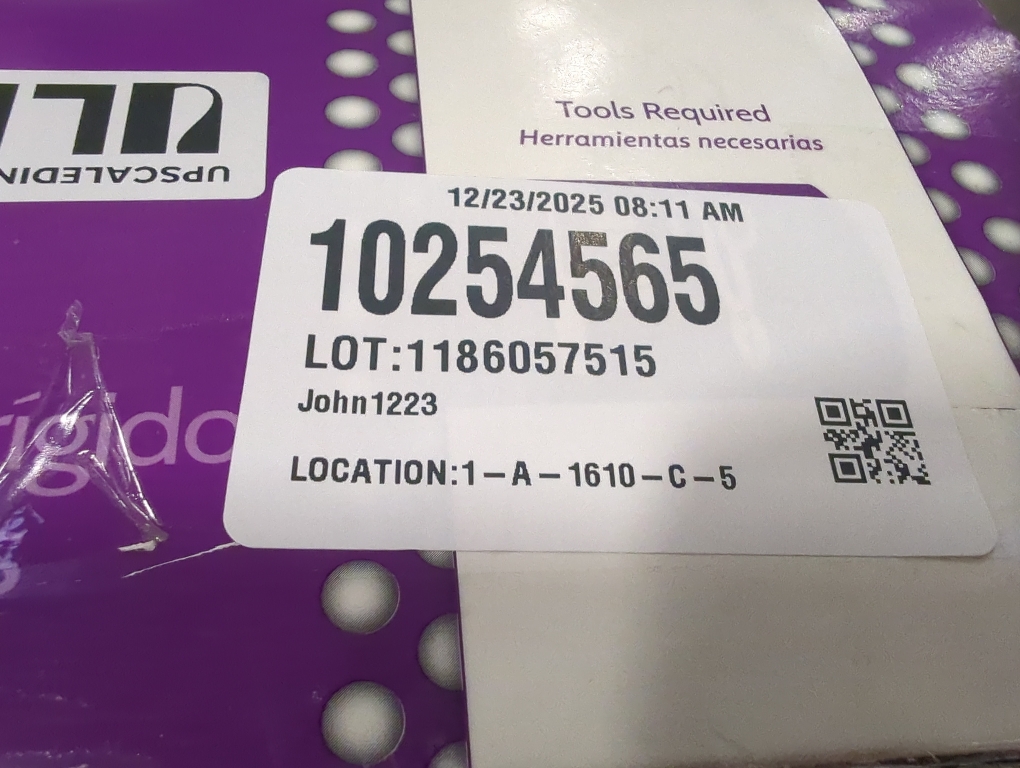 Tools Required
Herramientas necesarias
12/23/2025 08:11 AM
10254565
LOT:1186057515
John1223
LOCATION:1-A-1610-C-5
rígido